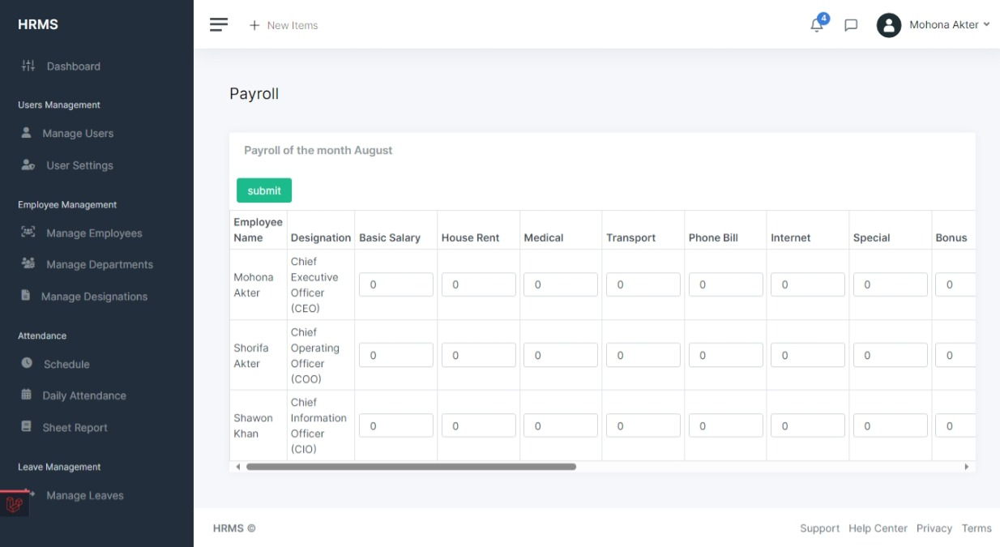 HRMS
Dashboard
Users Management
Manage Users
User Settings
Employee Management
Manage Employees
Manage Departments
Manage Designations
Attendance
Schedule
Daily Attendance
Sheet Report
Leave Management
Manage Leaves
New Items
4
Mohona Akter
Payroll
Payroll of the month August
submit
Employee Name Designation Basic Salary House Rent Medical Transport Phone Bill Internet Special Bonus
Mohona Akter Chief Executive Officer (CEO) 0 0 0 0 0 0 0 0
Shorifa Akter Chief Operating Officer (COO) 0 0 0 0 0 0 0 0
Shawon Khan Chief Information Officer (CIO) 0 0 0 0 0 0 0 0
HRMS ©
Support Help Center Privacy Terms